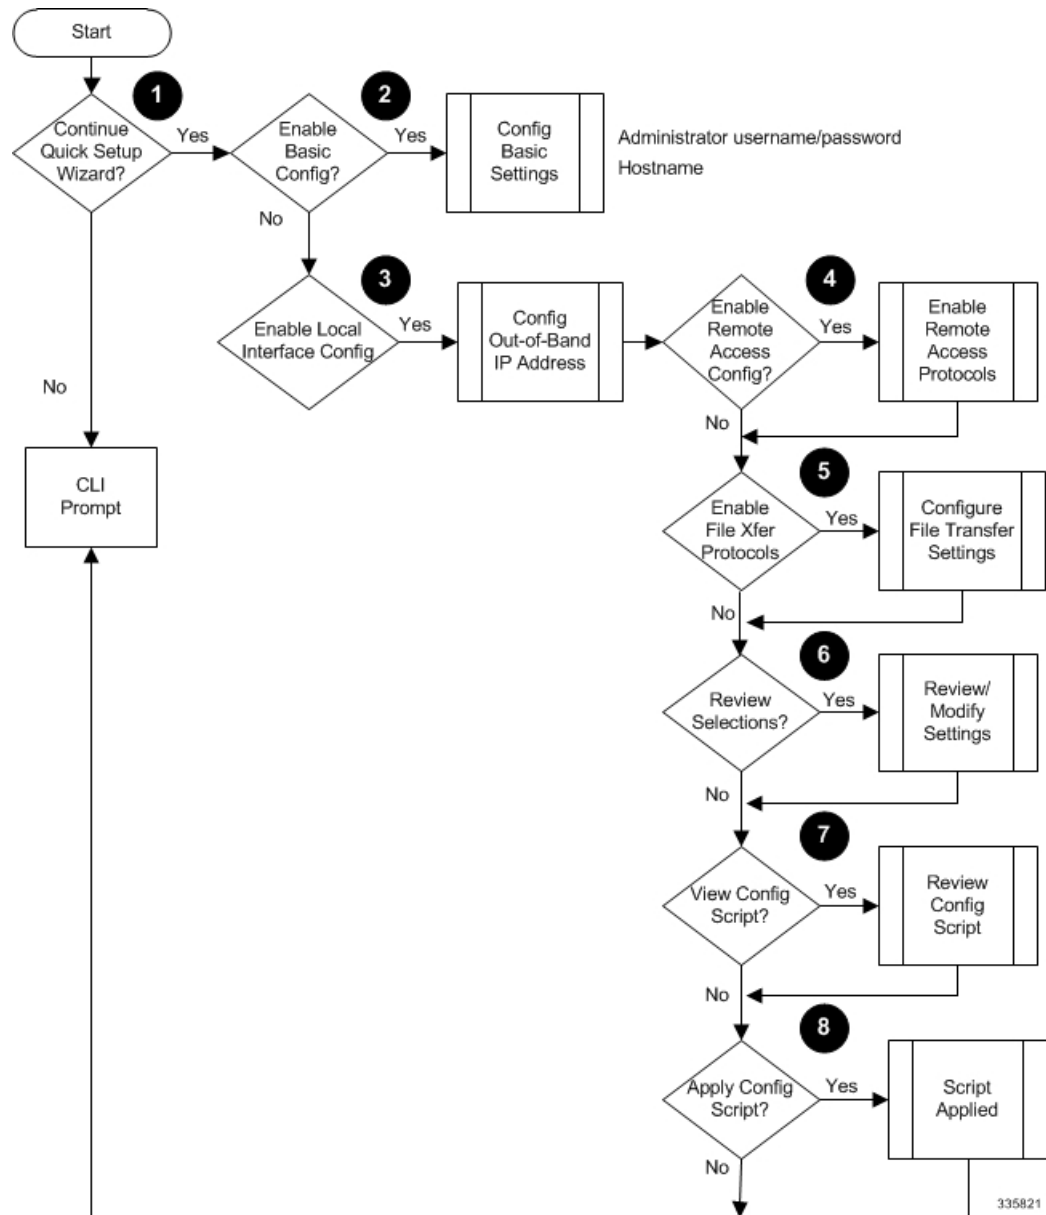 Start
1
Continue
Quick Setup
Wizard?
Yes
2
Enable
Basic
Config?
Yes
Config
Basic
Settings
Administrator username/password
Hostname
No
No
3
Enable Local
Interface Config
Yes
Config
Out-of-Band
IP Address
4
Enable
Remote
Access
Config?
Yes
Enable
Remote
Access
Protocols
No
CLI
Prompt
5
Enable
File Xfer
Protocols
Yes
Configure
File Transfer
Settings
No
6
Review
Selections?
Yes
Review/
Modify
Settings
No
7
View Config
Script?
Yes
Review
Config
Script
No
8
Apply Config
Script?
Yes
Script
Applied
No
335821